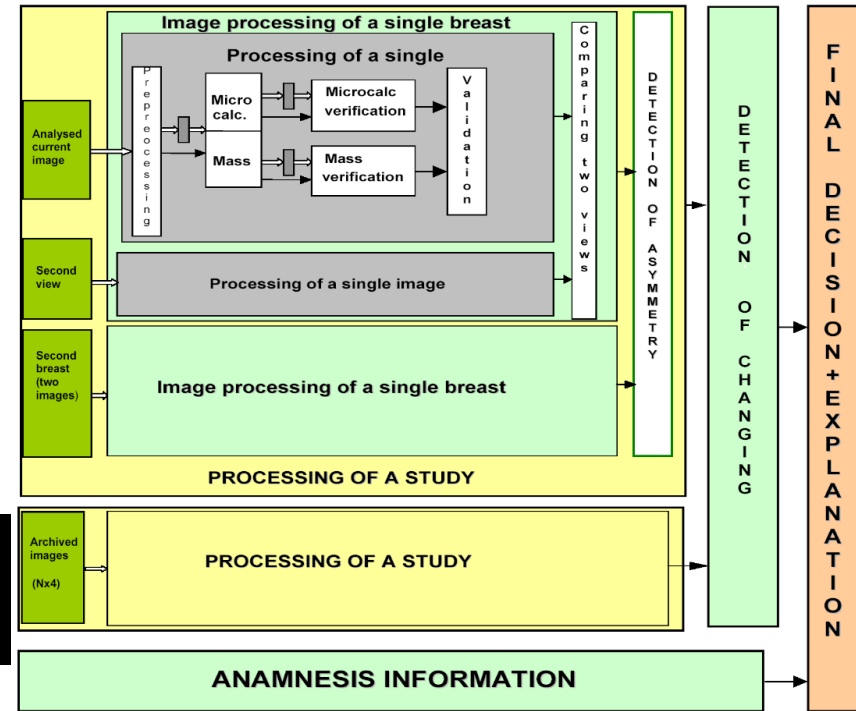 Image processing of a single breast
Processing of a single
Analysed
current
image
Prepreocessing
Micro
calc.
Mass
Microcalc
verification
Mass
verification
Validation
Comparing two views
DETECTION OF ASYMMETRY
DETECTION OF CHANGING
FINAL DECISION+EXPLANATION
Second
view
Processing of a single image
Second
breast
(two
images)
Image processing of a single breast
PROCESSING OF A STUDY
Archived
images
(Nx4)
PROCESSING OF A STUDY
ANAMNESIS INFORMATION